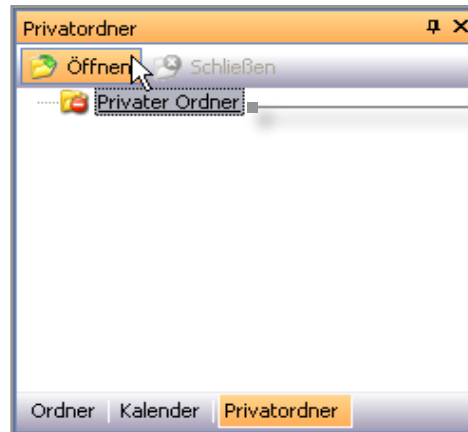 Privatordner
Öffnen Schließen
Privater Ordner
Ordner Kalender Privatordner